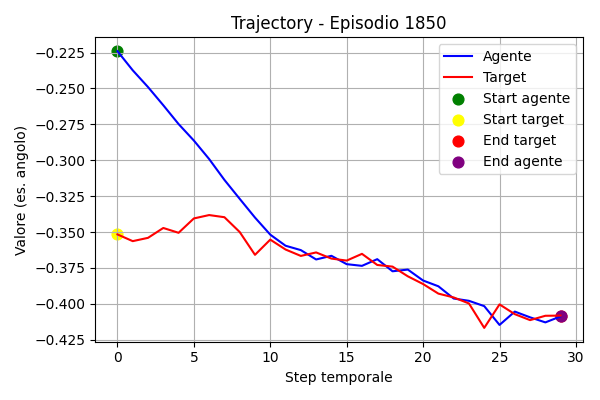 Trajectory - Episodio 1850
Valore (es. angolo)
−0.225
−0.250
−0.275
−0.300
−0.325
−0.350
−0.375
−0.400
−0.425
Agente
Target
Start agente
Start target
End target
End agente
0 5 10 15 20 25 30
Step temporale